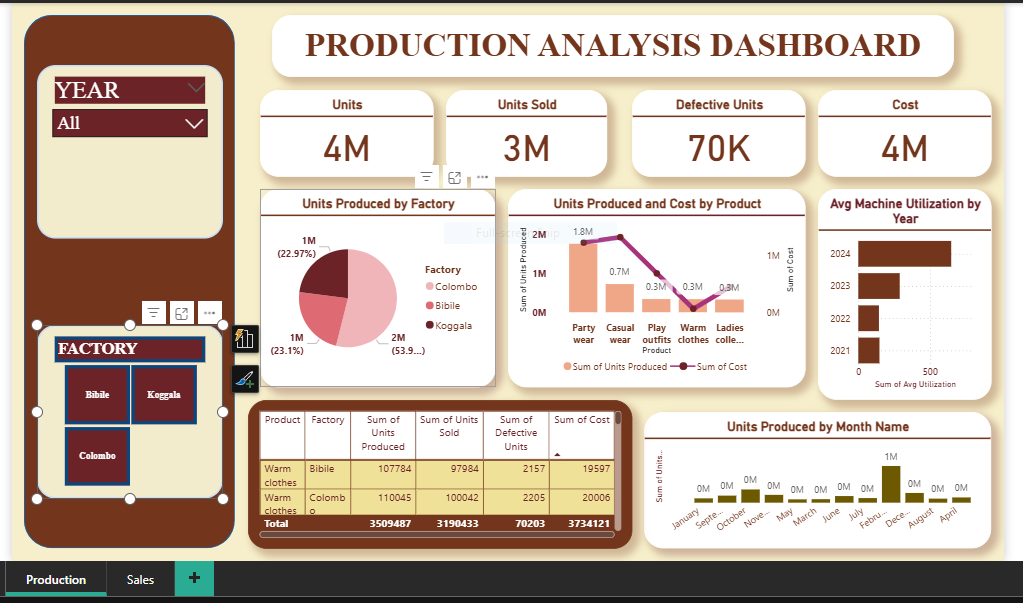 PRODUCTION ANALYSIS DASHBOARD
YEAR
All
Units
4M
Units Sold
3M
Defective Units
70K
Cost
4M
FACTORY
Bibile
Koggala
Colombo
Units Produced by Factory
1M
(22.97%)
1M
(23.1%)
2M
(53.9...)
Factory
Colombo
Bibile
Koggala
Units Produced and Cost by Product
Sum of Units Produced
2M
1M
0M
1.8M
0.7M
0.3M
0.3M
0.3M
1M
0M
Sum of Cost
Party
wear
Casual
wear
Play
outfits
Warm
clothes
Ladies
colle...
Product
Sum of Units Produced
Sum of Cost
Avg Machine Utilization by
Year
2024
2023
2022
2021
0
500
Sum of Avg Utilization
Product Factory Sum of Units Produced Sum of Units Sold Sum of Defective Units Sum of Cost
Warm clothes Bibile 107784 97984 2157 19597
Warm clothes Colombo 110045 100042 2205 20006
Total 3509487 3190433 70203 3734121
Units Produced by Month Name
Sum of Units...
0M 0M 0M 0M 0M 0M 0M 0M 1M 0M 0M 0M
January Septe... October Nove... May March June July Febru... Dece... August April
Production
Sales
+